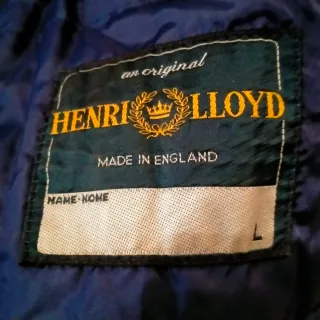 an original
HENRI LLOYD
MADE IN ENGLAND
NAME-NOME
L